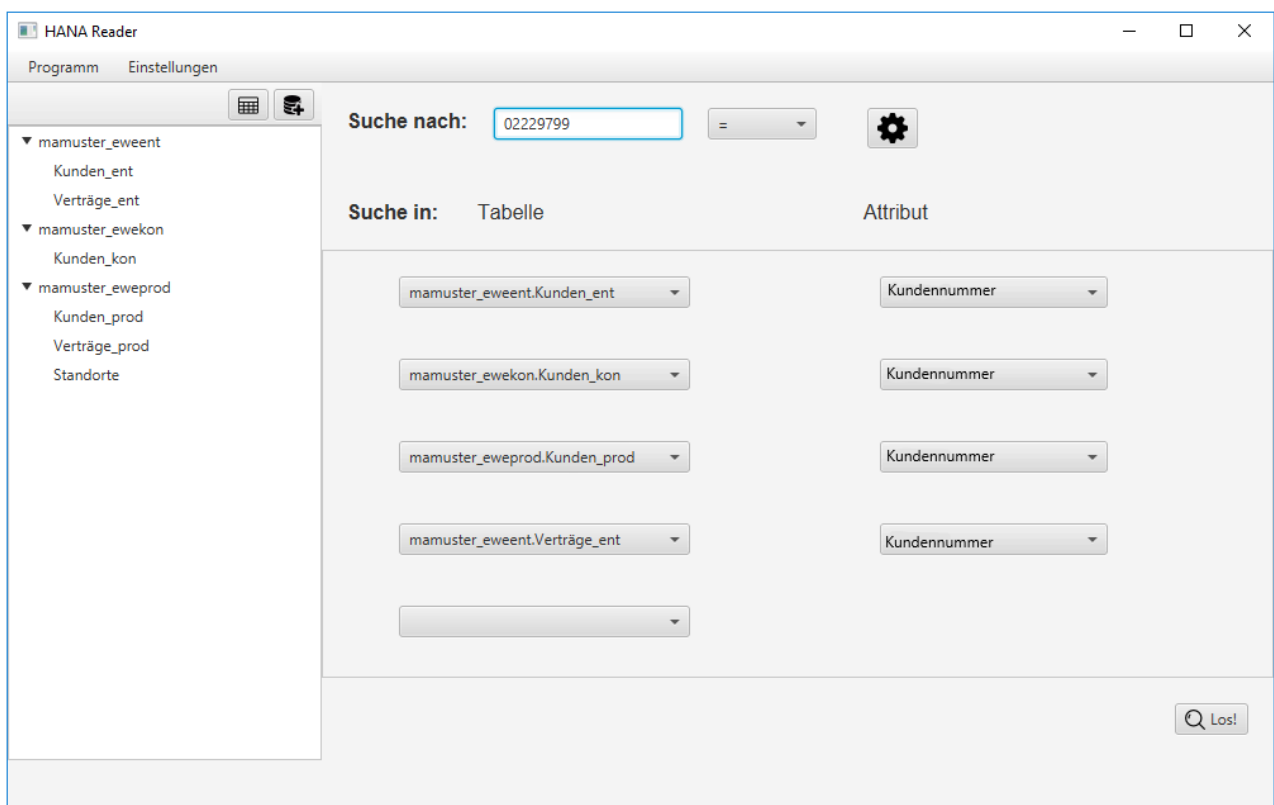 HANA Reader
Programm Einstellungen
mamuster_eweent
Kunden_ent
Verträge_ent
mamuster_ewekon
Kunden_kon
mamuster_eweprod
Kunden_prod
Verträge_prod
Standorte
Suche nach: 02229799 =
Suche in: Tabelle Attribut
mamuster_eweent.Kunden_ent Kundennummer
mamuster_ewekon.Kunden_kon Kundennummer
mamuster_eweprod.Kunden_prod Kundennummer
mamuster_eweent.Verträge_ent Kundennummer
Los!